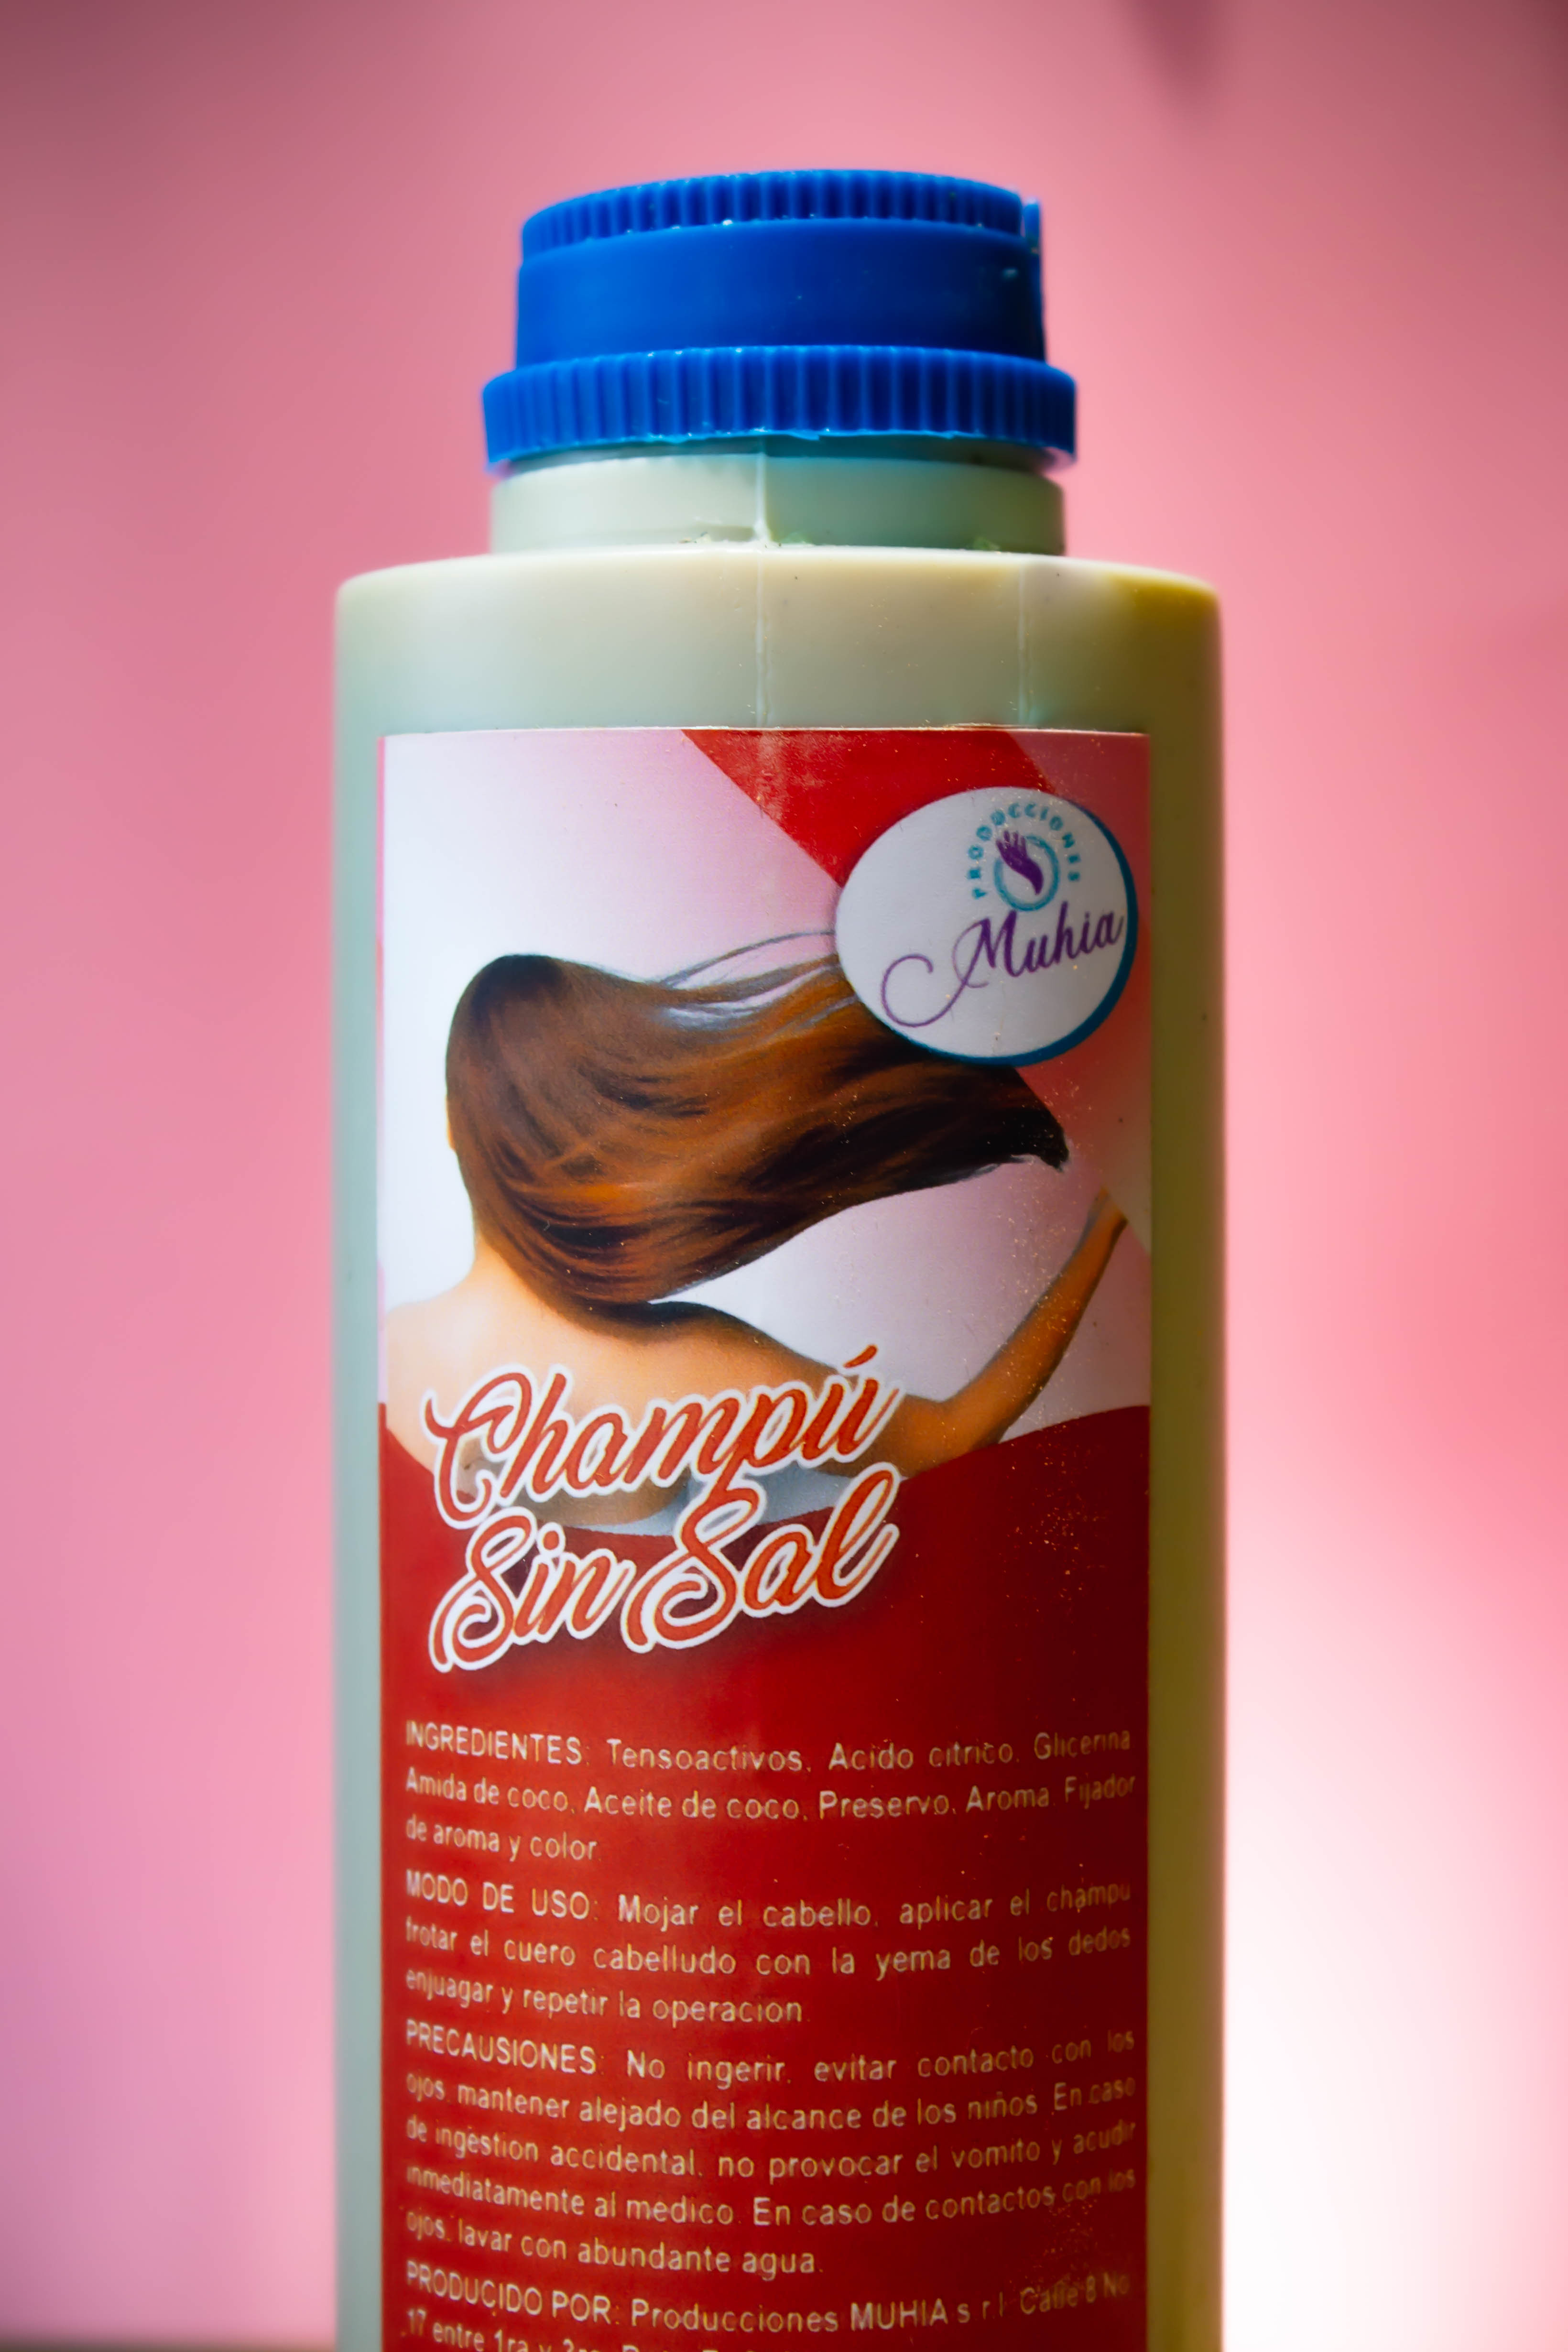 PRODUCCIONES
Muhia
Champú
Sin Sal
INGREDIENTES: Tensoactivos, Acido citrico, Glicerina
Amida de coco, Aceite de coco, Preservo, Aroma, Fijador
de aroma y color.
MODO DE USO: Mojar el cabello, aplicar el champu
frotar el cuero cabelludo con la yema de los dedos
enjuagar y repetir la operacion.
PRECAUSIONES: No ingerir, evitar contacto con los
ojos, mantener alejado del alcance de los niños. En caso
de ingestion accidental, no provocar el vomito y acudir
inmediatamente al medico. En caso de contactos con los
ojos, lavar con abundante agua.
PRODUCIDO POR: Producciones MUHIA s.r.l. Calle 8 No
17 entre 1ra y